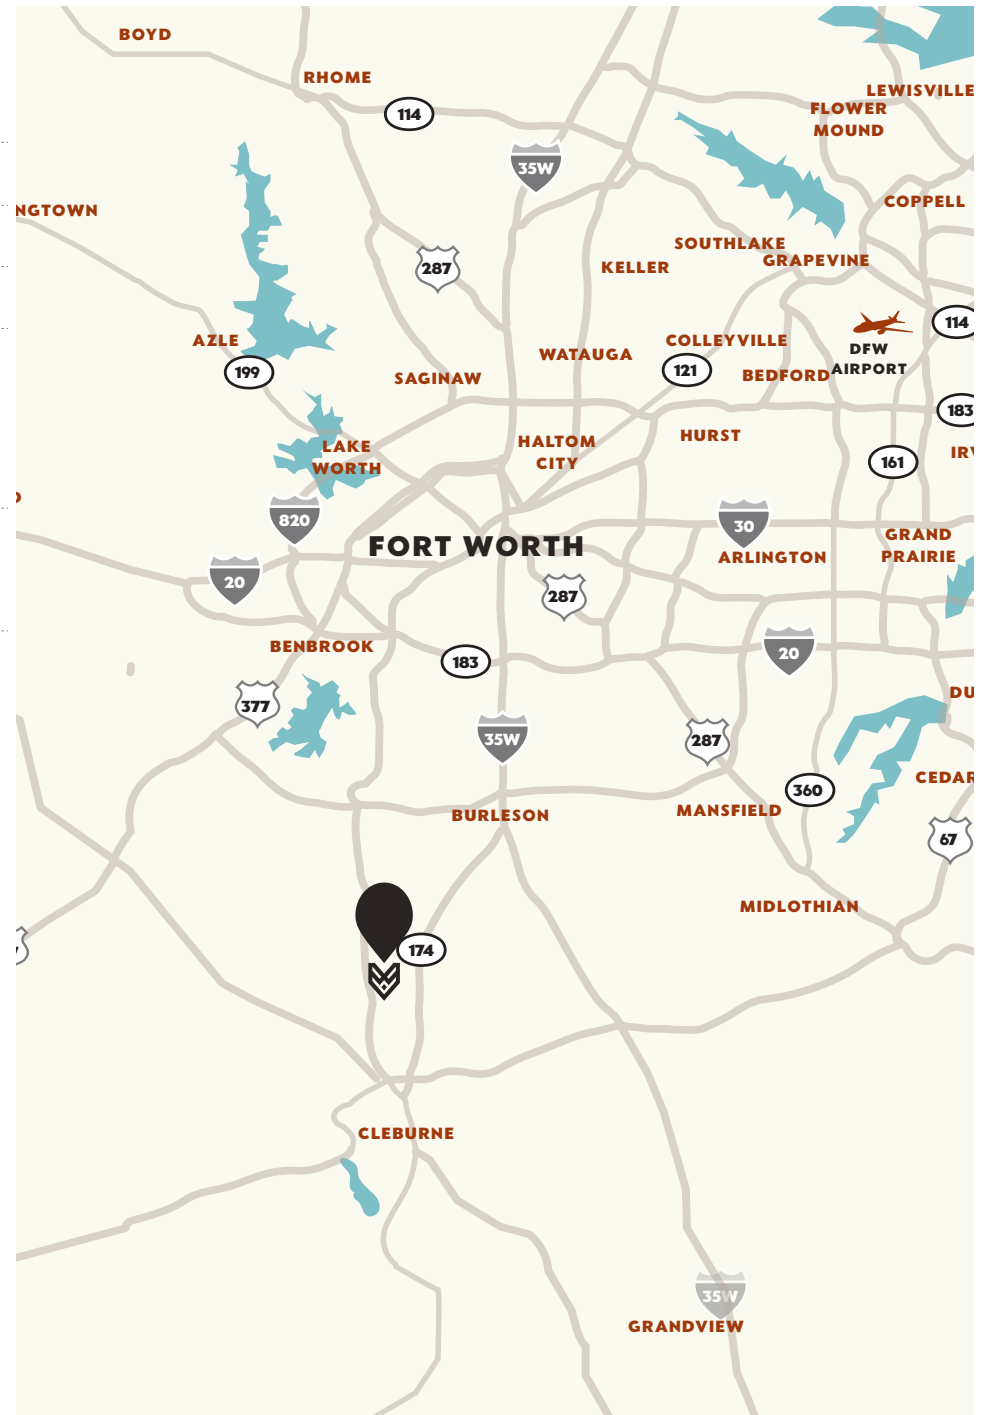 BOYD
RHOME
114
LEWISVILLE
FLOWER
MOUND
35W
NGTOWN
COPPELL
SOUTHLAKE
GRAPEVINE
KELLER
287
114
AZLE
COLLEYVILLE
DFW
AIRPORT
WATAUGA
199
121
SAGINAW
BEDFORD
183
HURST
HALTOM
CITY
LAKE
WORTH
IRV
161
820
30
FORT WORTH
GRAND
PRAIRIE
ARLINGTON
20
287
BENBROOK
183
20
377
DU
35W
287
CEDAR
360
MANSFIELD
BURLESON
67
MIDLOTHIAN
174
CLEBURNE
35W
GRANDVIEW